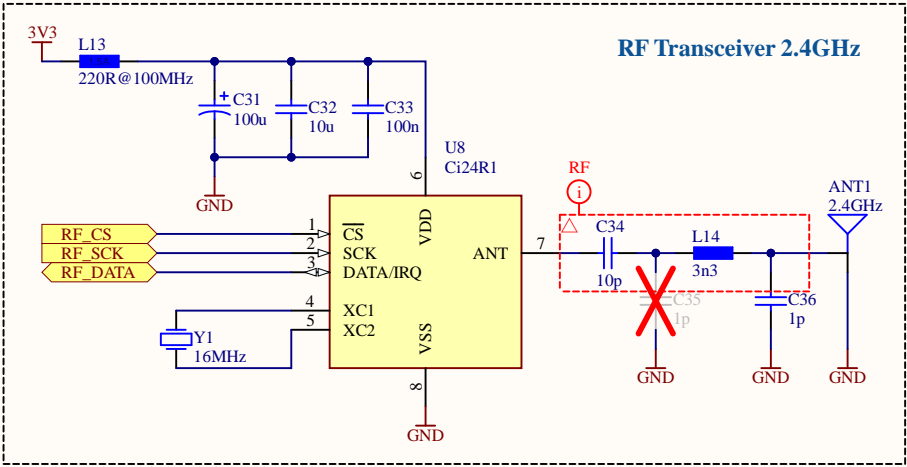 3V3
L13
220R@100MHz
RF Transceiver 2.4GHz
C31
100u
C32
10u
C33
100n
GND
U8
Ci24R1
6
VDD
RF_CS
1
CS
RF_SCK
2
SCK
RF_DATA
3
DATA/IRQ
ANT
7
4
XC1
5
XC2
Y1
16MHz
VSS
8
GND
RF
i
C34
10p
L14
3n3
C35
1p
GND
C36
1p
GND
ANT1
2.4GHz
GND